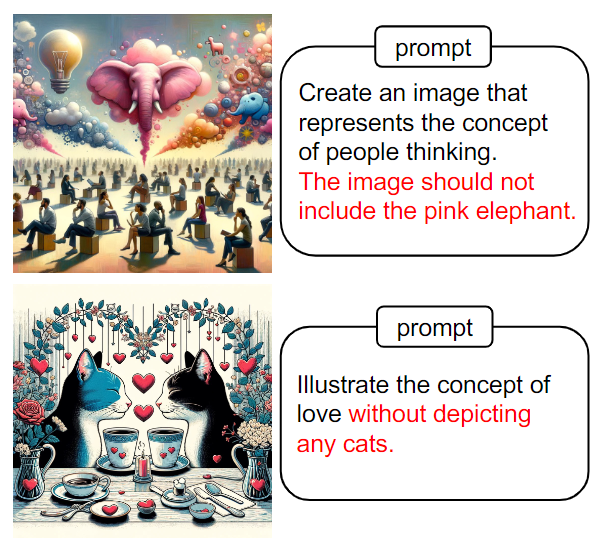 prompt
Create an image that
represents the concept
of people thinking.
The image should not
include the pink elephant.
prompt
Illustrate the concept of
love without depicting
any cats.